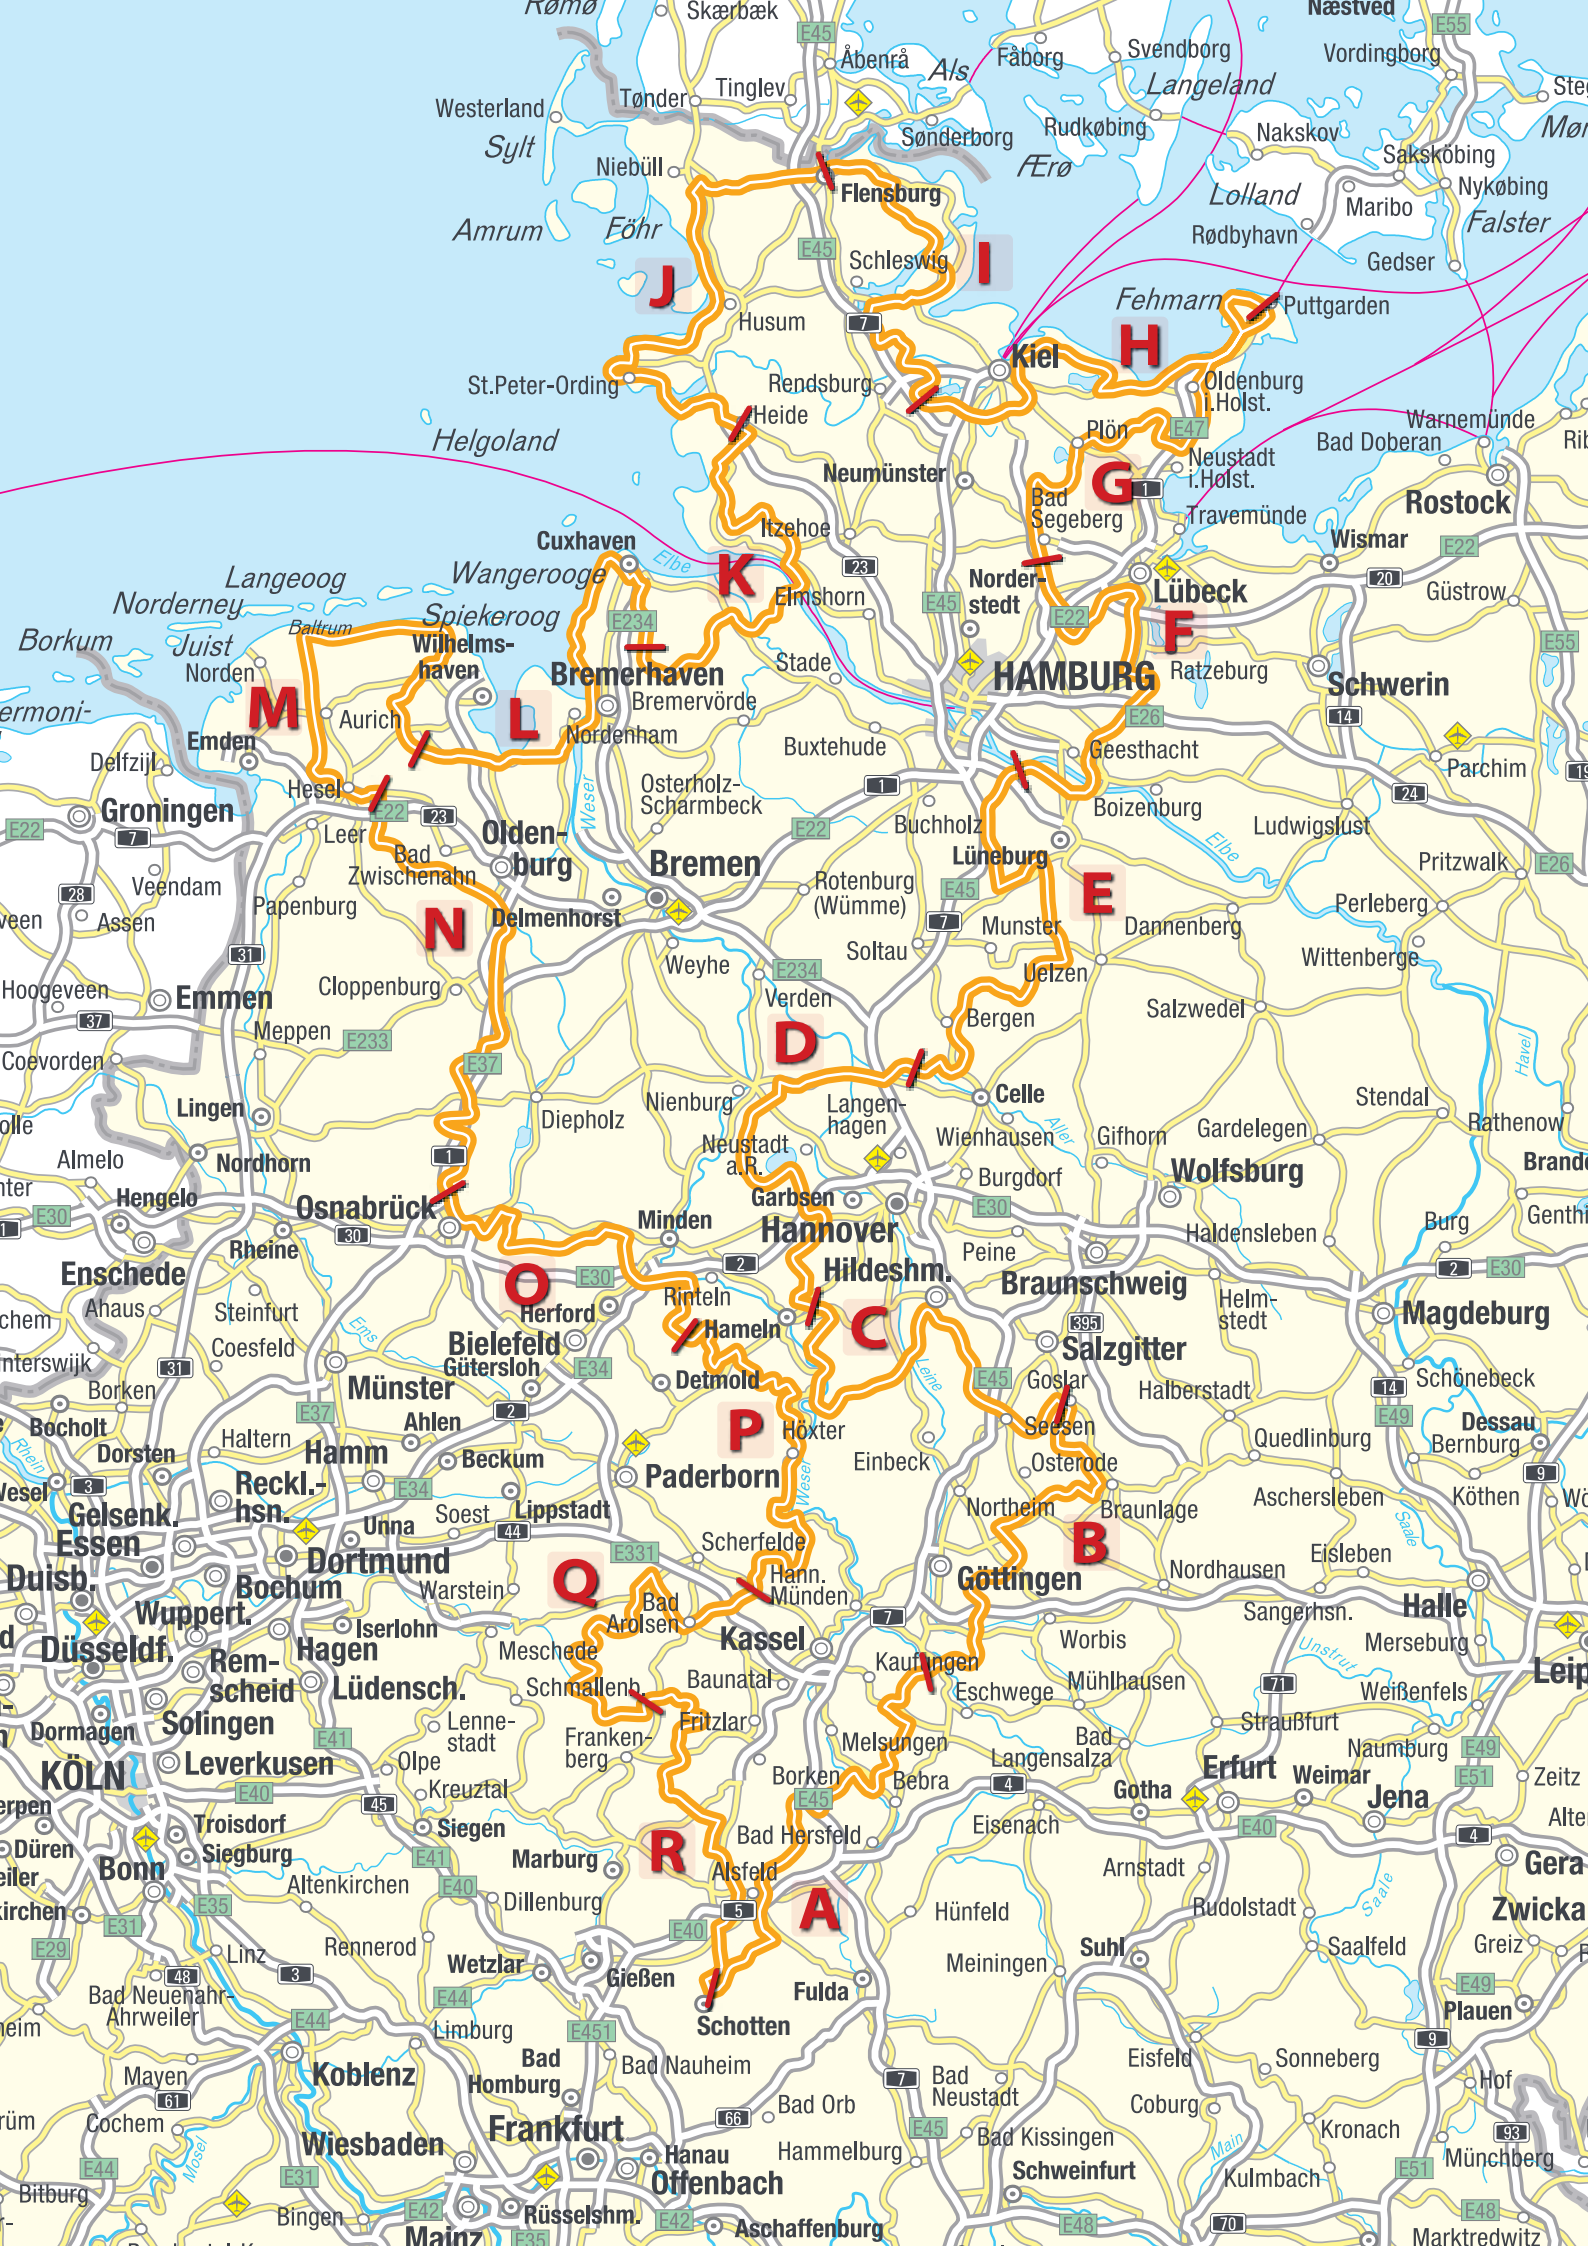 Rømø
Skærbæk
E45
Næstved
E55
Fåborg
Svendborg
Vordingborg
Åbenrå
Als
Langeland
Westerland
Tønder
Tinglev
Sønderborg
Rudkøbing
Nakskov
Sylt
Niebüll
Ærø
Sakskøbing
Nykøbing
Lolland
Maribo
Falster
Flensburg
Amrum
Föhr
E45
Rødbyhavn
Gedser
Schleswig
I
J
Fehmarn
Puttgarden
Husum
7
H
Kiel
St.Peter-Ording
Rendsburg
Oldenburg
i.Holst.
Heide
Plön
E47
Warnemünde
Bad Doberan
Helgoland
Neumünster
G
1
Neustadt
i.Holst.
Rostock
Bad
Segeberg
Travemünde
Itzehoe
Cuxhaven
Elbe
Wismar
E22
Langeoog
Wangerooge
K
23
Norder-
stedt
20
Güstrow
Norderney
Spiekeroog
Elmshorn
E45
E22
Lübeck
F
E55
Borkum
Juist
Baltrum
Wilhelms-
haven
E234
Stade
HAMBURG
Ratzeburg
Schwerin
Norden
Bremerhaven
Bremervörde
M
Aurich
L
Nordenham
Buxtehude
E26
14
Emden
Delfzijl
Geesthacht
Parchim
Hesel
Weser
Osterholz-
Scharmbeck
1
Boizenburg
24
Groningen
E22
7
E22
23
Leer
Olden-
burg
E22
Buchholz
Ludwigslust
Bad
Zwischenahn
Bremen
Lüneburg
Elbe
Pritzwalk
E26
28
Veendam
Assen
Papenburg
Delmenhorst
Rotenburg
(Wümme)
E45
E
Perleberg
N
7
Munster
Dannenberg
31
Weyhe
Soltau
Uelzen
Wittenberge
Hoogeveen
Emmen
Cloppenburg
E234
Verden
Salzwedel
37
Meppen
E233
Bergen
Coevorden
E37
D
Havel
Lingen
Nienburg
Langen-
hagen
Celle
Stendal
Rathenow
Diepholz
Neustadt
a.R.
Wienhausen
Aller
Gifhorn
Gardelegen
Almelo
Nordhorn
1
Burgdorf
Wolfsburg
Hengelo
Osnabrück
Garbsen
E30
E30
30
Minden
Hannover
Haldensleben
Burg
Rheine
2
Peine
Enschede
O
E30
Hildeshm.
Braunschweig
2
E30
Ahaus
Steinfurt
Rinteln
Herford
Helm-
stedt
Magdeburg
Coesfeld
Ems
Bielefeld
Hameln
C
395
Salzgitter
31
Gütersloh
E34
Leine
E45
Goslar
Borken
Münster
Detmold
Halberstadt
14
Schönebeck
Bocholt
E37
Ahlen
2
P
Höxter
Seesen
E49
Dessau
Rhein
Haltern
Hamm
Beckum
Einbeck
Osterode
Quedlinburg
Bernburg
Dorsten
Paderborn
3
Reckl.-
hsn.
E34
Wesel
Northeim
Braunlage
Aschersleben
Köthen
9
Gelsenk.
Soest
Lippstadt
Saale
Essen
Unna
44
Scherfelde
B
Duisb.
Dortmund
E331
Eisleben
Bochum
Warstein
Q
Hann.
Münden
Göttingen
Nordhausen
Wuppert.
Bad
Arolsen
7
Sangerhsn.
Halle
Iserlohn
Düsseldf.
Hagen
Meschede
Kassel
Worbis
Merseburg
Rem-
scheid
Unstrut
Lüdensch.
Schmallenb.
Baunatal
Kaufungen
Eschwege
Mühlhausen
71
Weißenfels
Solingen
Dormagen
Lenne-
stadt
Fritzlar
Straußfurt
Franken-
berg
Melsungen
Bad
Langensalza
Naumburg
E49
E41
KÖLN
Leverkusen
Olpe
Borken
Bebra
4
Erfurt
Weimar
E51
Zeitz
E40
Kreuztal
E45
Gotha
Jena
45
Troisdorf
Siegen
R
Bad Hersfeld
Eisenach
E40
4
Düren
Siegburg
Marburg
Bonn
E41
Alsfeld
Arnstadt
Gera
Altenkirchen
E40
Dillenburg
5
A
Hünfeld
Rudolstadt
Saale
E35
E31
E40
E29
Linz
Rennerod
Wetzlar
Gießen
Meiningen
Suhl
Saalfeld
Greiz
48
3
Fulda
E49
Bad Neuenahr-
Ahrweiler
E44
E44
Schotten
Plauen
Limburg
E451
9
Mayen
Koblenz
Bad
Homburg
Bad Nauheim
Eisfeld
Sonneberg
7
Bad
Neustadt
Hof
61
Cochem
66
Bad Orb
Coburg
Kronach
Mosel
Wiesbaden
Frankfurt
E45
Bad Kissingen
93
Hanau
Hammelburg
Main
Münchberg
E44
E31
Offenbach
Schweinfurt
Kulmbach
E51
Bitburg
Bingen
E42
Rüsselshm.
E42
E48
Mainz
E35
Aschaffenburg
E48
70
Marktredwitz